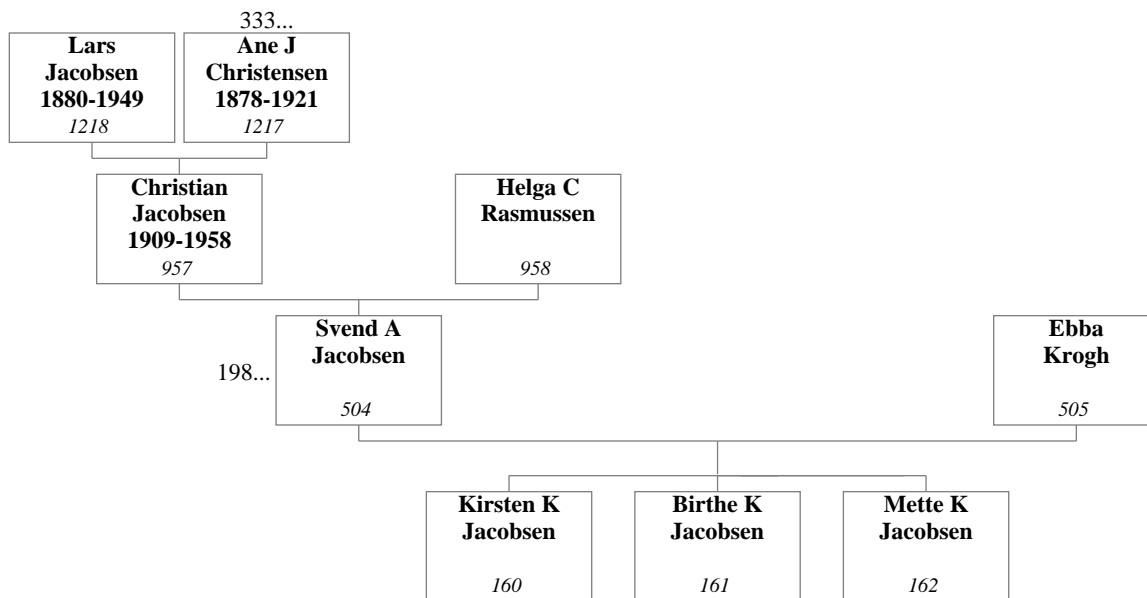 333...
Lars
Jacobsen
1880-1949
1218
Ane J
Christensen
1878-1921
1217
Christian
Jacobsen
1909-1958
957
Helga C
Rasmussen
958
198...
Svend A
Jacobsen
504
Ebba
Krogh
505
Kirsten K
Jacobsen
160
Birthe K
Jacobsen
161
Mette K
Jacobsen
162